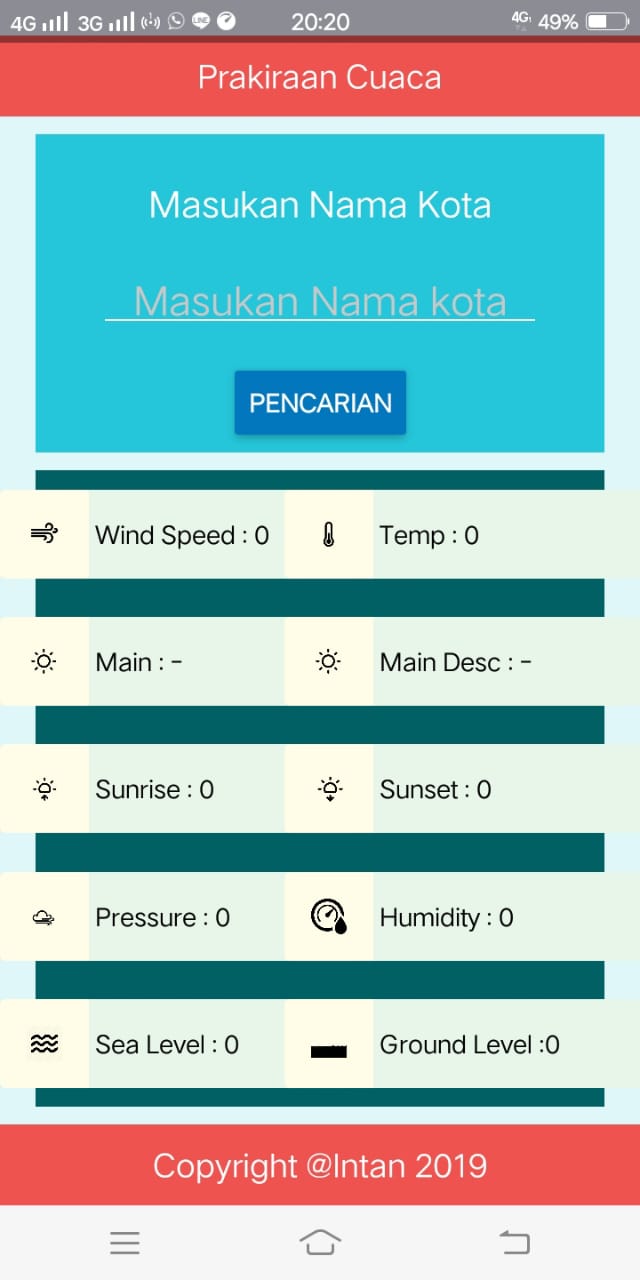 4G 3G LINE 20:20 4G 49%
Prakiraan Cuaca
Masukan Nama Kota
Masukan Nama kota
PENCARIAN
Wind Speed : 0 Temp : 0
Main : - Main Desc : -
Sunrise : 0 Sunset : 0
Pressure : 0 Humidity : 0
Sea Level : 0 Ground Level :0
Copyright @Intan 2019